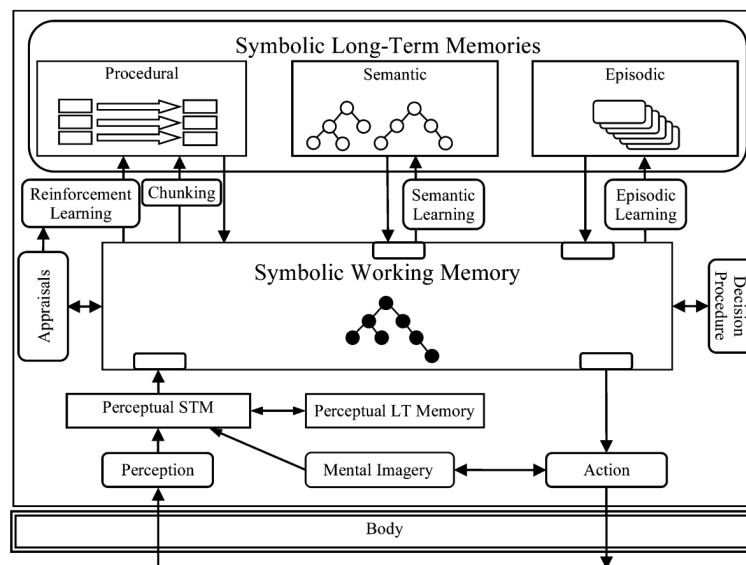 Symbolic Long-Term Memories
Procedural
Semantic
Episodic
Reinforcement
Learning
Chunking
Semantic
Learning
Episodic
Learning
Symbolic Working Memory
Appraisals
Decision
Procedure
Perceptual STM
Perceptual LT Memory
Perception
Mental Imagery
Action
Body